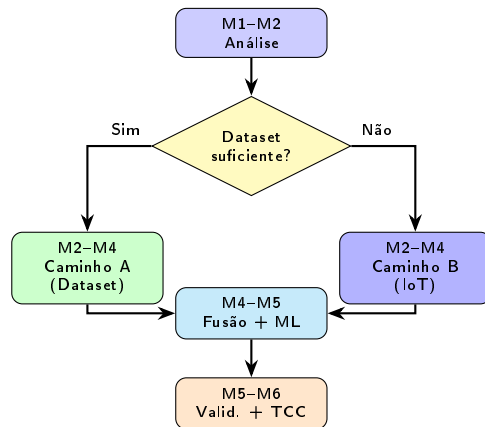 M1–M2
Análise
Dataset
suficiente?
Sim
Não
M2–M4
Caminho A
(Dataset)
M2–M4
Caminho B
(IoT)
M4–M5
Fusão + ML
M5–M6
Valid. + TCC